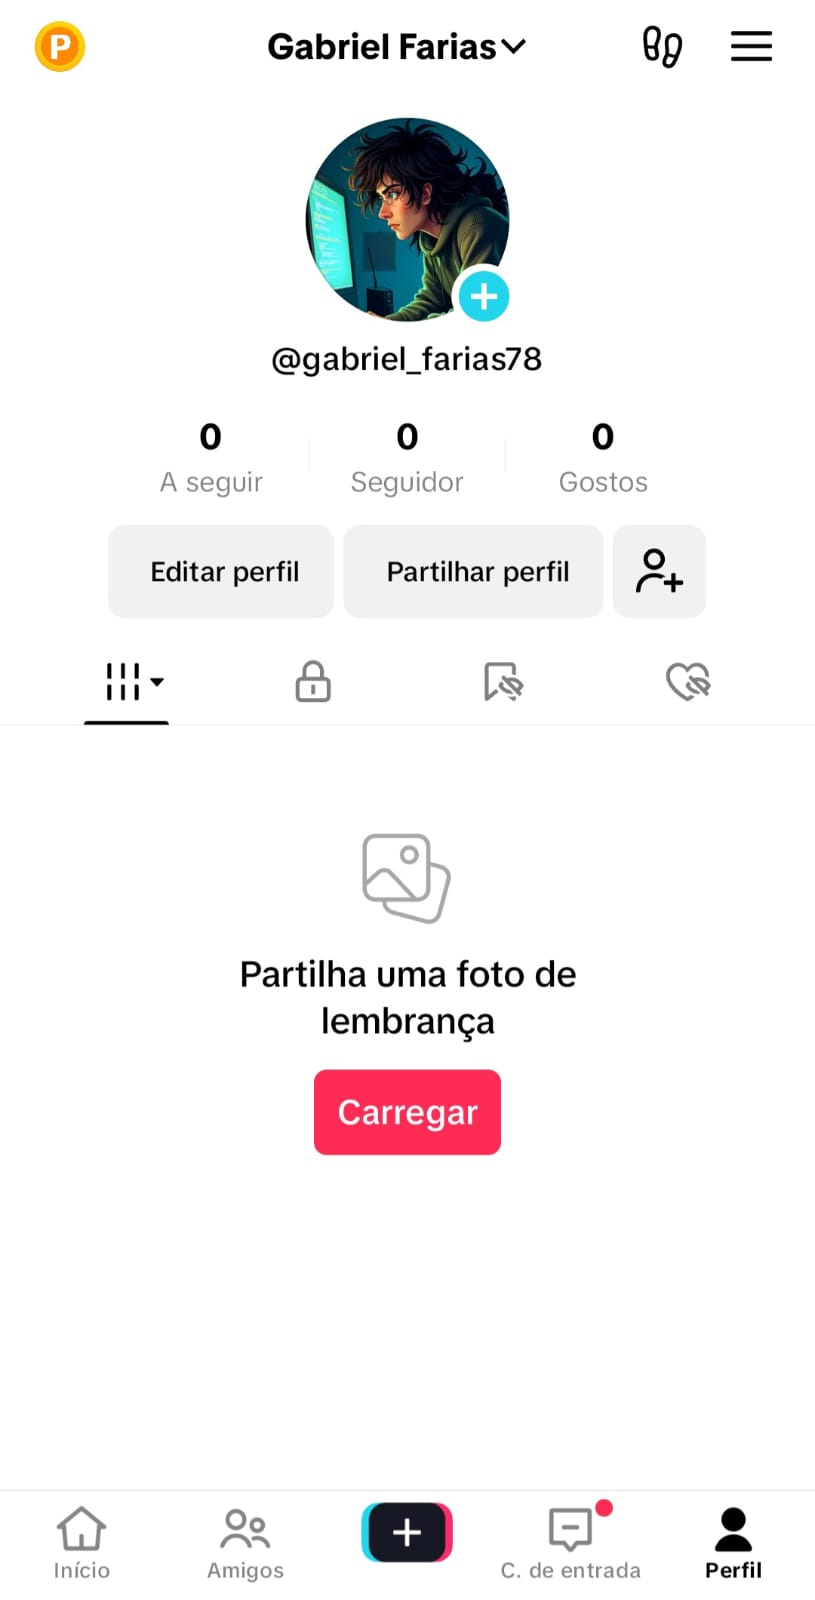 P
Gabriel Farias
@gabriel_farias78
0 0 0
A seguir Seguidor Gostos
Editar perfil Partilhar perfil
Partilha uma foto de
lembrança
Carregar
Início Amigos C. de entrada Perfil